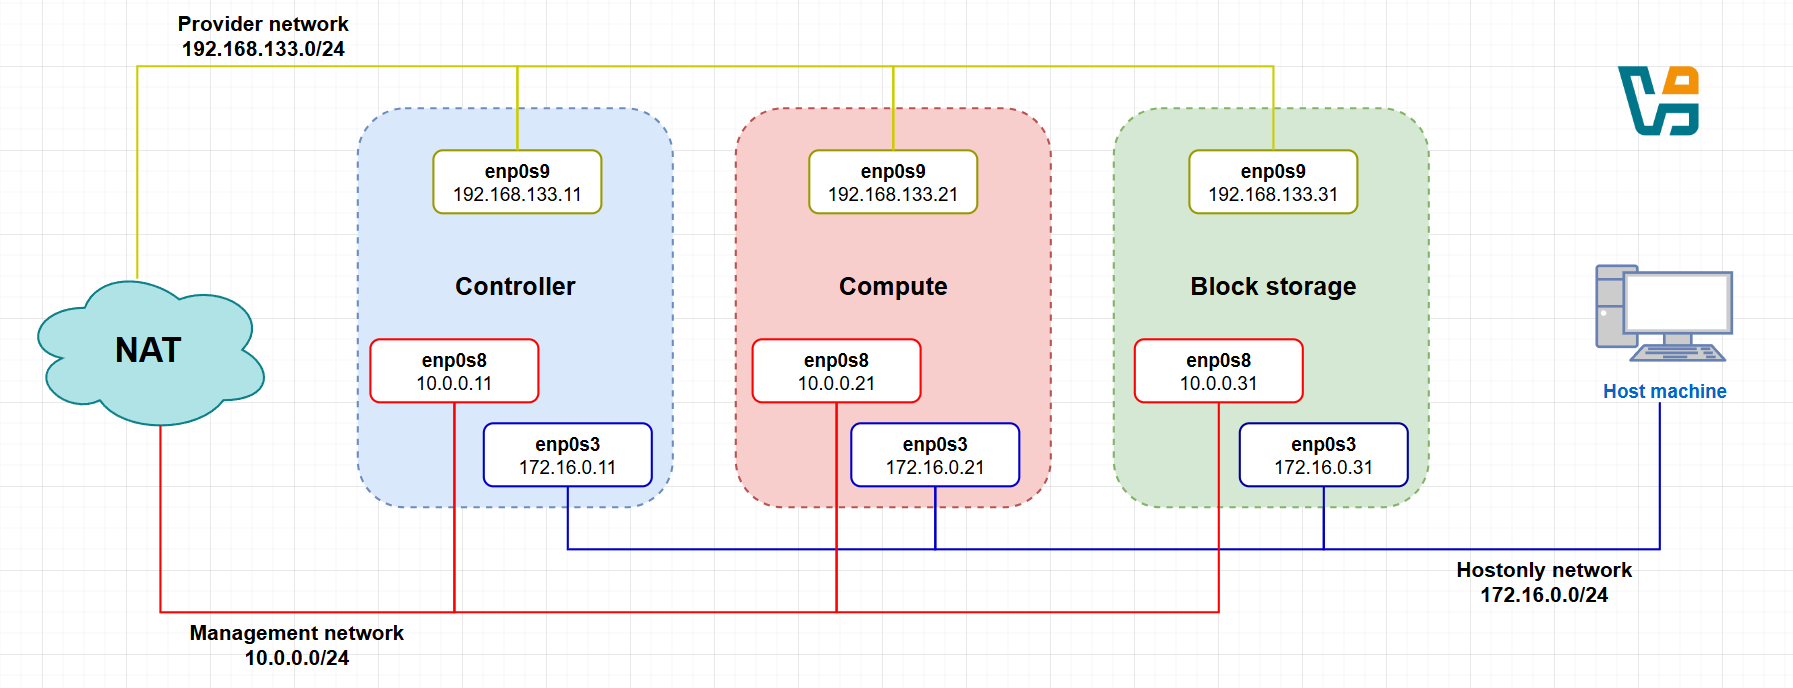 Provider network
192.168.133.0/24
enp0s9
192.168.133.11
enp0s9
192.168.133.21
enp0s9
192.168.133.31
Controller
Compute
Block storage
NAT
enp0s8
10.0.0.11
enp0s8
10.0.0.21
enp0s8
10.0.0.31
Host machine
enp0s3
172.16.0.11
enp0s3
172.16.0.21
enp0s3
172.16.0.31
Hostonly network
172.16.0.0/24
Management network
10.0.0.0/24